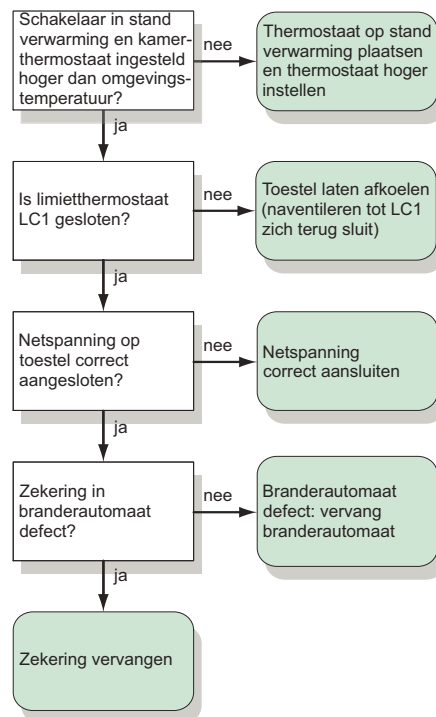 Schakelaar in stand
verwarming en kamer-
thermostaat ingesteld
hoger dan omgevings-
temperatuur?
nee
Thermostaat op stand
verwarming plaatsen
en thermostaat hoger
instellen
ja
Is limietthermostaat
LC1 gesloten?
nee
Toestel laten afkoelen
(naventileren tot LC1
zich terug sluit)
ja
Netspanning op
toestel correct
aangesloten?
nee
Netspanning
correct aansluiten
ja
Zekering in
branderautomaat
defect?
nee
Branderautomaat
defect: vervang
branderautomaat
ja
Zekering vervangen